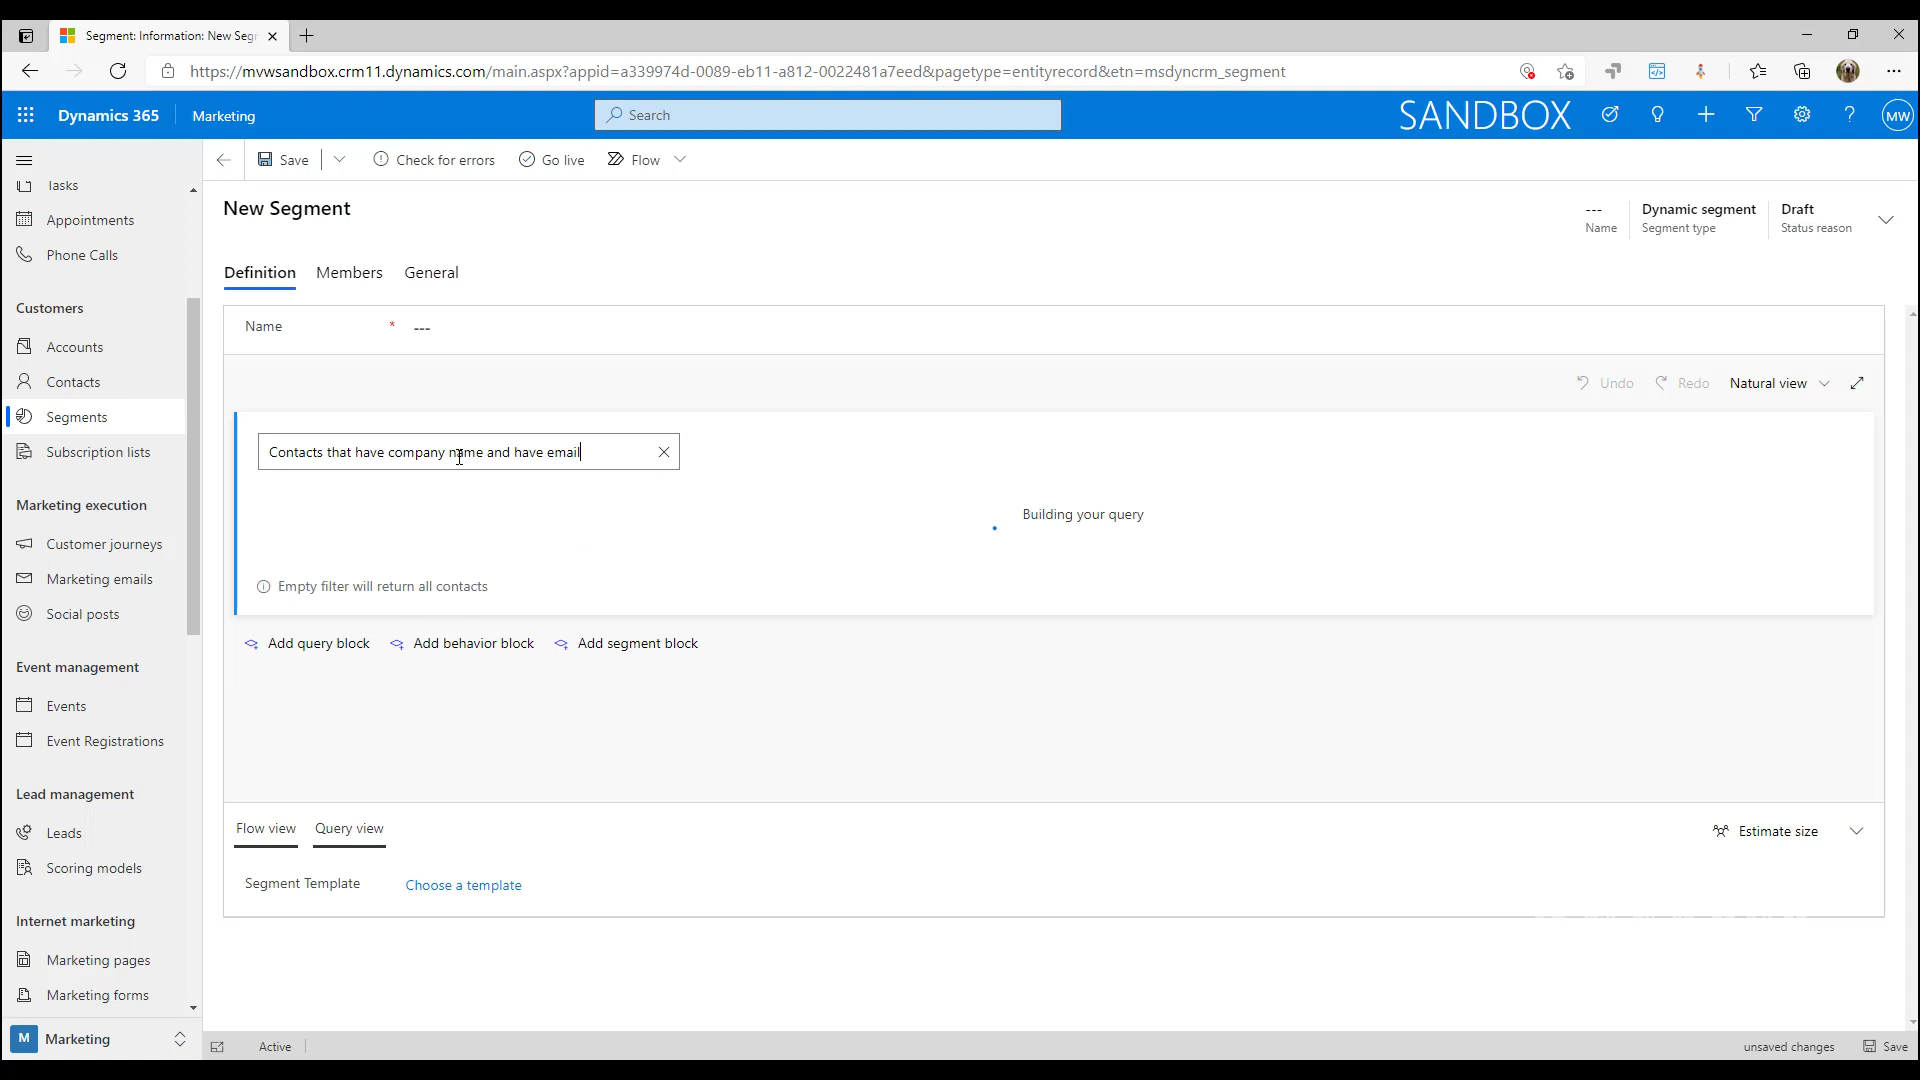 Segment: Information: New Seg
https://mvwsandbox.crm11.dynamics.com/main.aspx?appid=a339974d-0089-eb11-a812-0022481a7eed&pagetype=entityrecord&etn=msdyncrm_segment
Dynamics 365
Marketing
Search
SANDBOX
MW
Save
Check for errors
Go live
Flow
Tasks
Appointments
Phone Calls
Customers
Accounts
Contacts
Segments
Subscription lists
Marketing execution
Customer journeys
Marketing emails
Social posts
Event management
Events
Event Registrations
Lead management
Leads
Scoring models
Internet marketing
Marketing pages
Marketing forms
M Marketing
New Segment
---
Name
Dynamic segment
Segment type
Draft
Status reason
Definition
Members
General
Name * ---
Undo
Redo
Natural view
Contacts that have company name and have email
Building your query
Empty filter will return all contacts
Add query block
Add behavior block
Add segment block
Flow view
Query view
Estimate size
Segment Template
Choose a template
Active
unsaved changes
Save